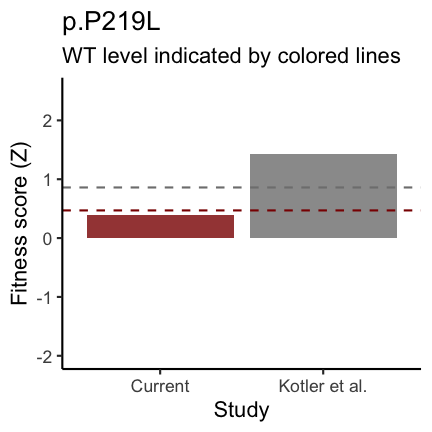 p.P219L
WT level indicated by colored lines
Fitness score (Z)
2
1
0
-1
-2
Current
Kotler et al.
Study